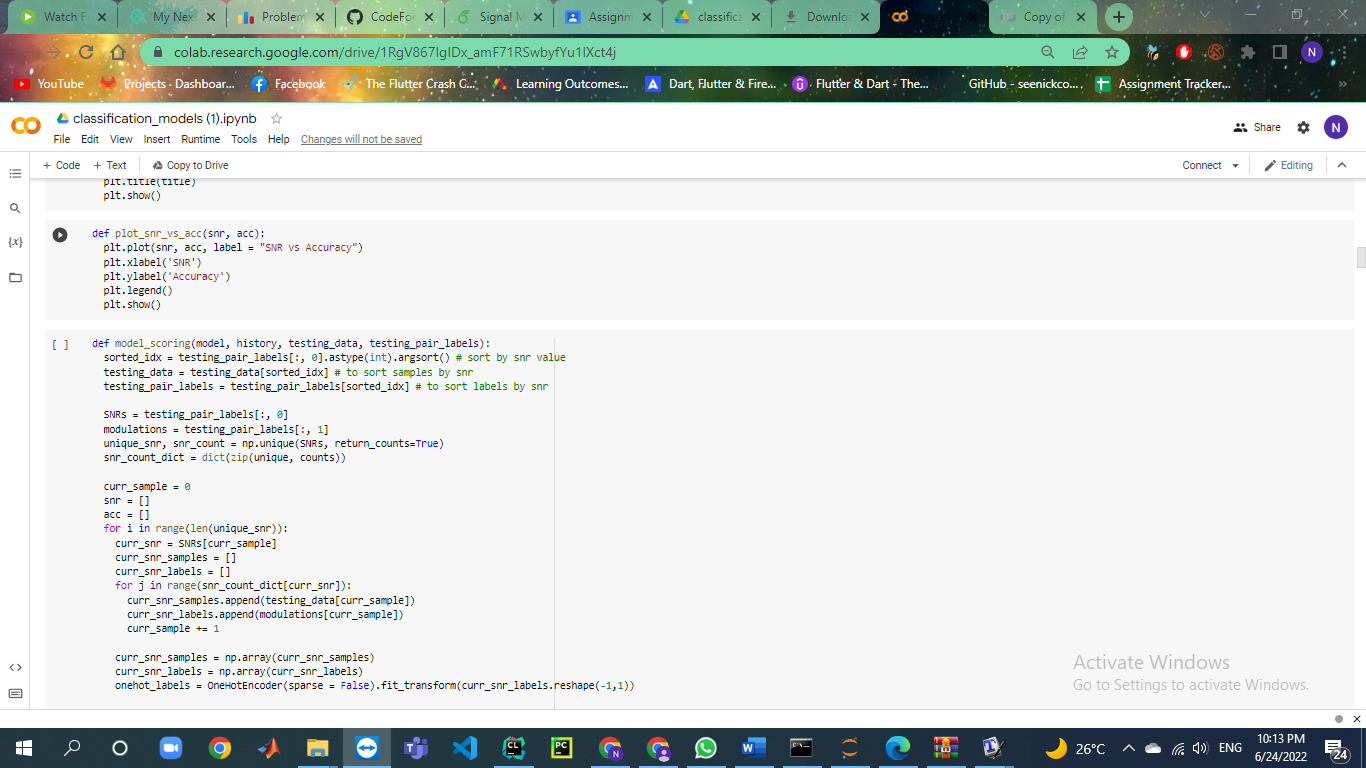 Watch F
My Nex
Problem
CodeFor
Signal M
Assignm
classifica
Downlo
Copy of
colab.research.google.com/drive/1RgV867IgIDx_amF71RSwbyfYu1IXct4j
N
YouTube
Projects · Dashboar...
Facebook
The Flutter Crash C...
Learning Outcomes...
Dart, Flutter & Fire...
Flutter & Dart - The...
GitHub - seenickco...
Assignment Tracker...
»
classification_models (1).ipynb
File Edit View Insert Runtime Tools Help Changes will not be saved
Share
N
+ Code + Text Copy to Drive
Connect
Editing
plt.title(title)
plt.show()
{x}
def plot_snr_vs_acc(snr, acc):
plt.plot(snr, acc, label = "SNR vs Accuracy")
plt.xlabel('SNR')
plt.ylabel('Accuracy')
plt.legend()
plt.show()
[ ]
def model_scoring(model, history, testing_data, testing_pair_labels):
sorted_idx = testing_pair_labels[:, 0].astype(int).argsort() # sort by snr value
testing_data = testing_data[sorted_idx] # to sort samples by snr
testing_pair_labels = testing_pair_labels[sorted_idx] # to sort labels by snr
SNRs = testing_pair_labels[:, 0]
modulations = testing_pair_labels[:, 1]
unique_snr, snr_count = np.unique(SNRs, return_counts=True)
snr_count_dict = dict(zip(unique, counts))
curr_sample = 0
snr = []
acc = []
for i in range(len(unique_snr)):
curr_snr = SNRs[curr_sample]
curr_snr_samples = []
curr_snr_labels = []
for j in range(snr_count_dict[curr_snr]):
curr_snr_samples.append(testing_data[curr_sample])
curr_snr_labels.append(modulations[curr_sample])
curr_sample += 1
curr_snr_samples = np.array(curr_snr_samples)
curr_snr_labels = np.array(curr_snr_labels)
onehot_labels = OneHotEncoder(sparse = False).fit_transform(curr_snr_labels.reshape(-1,1))
Activate Windows
Go to Settings to activate Windows.
26°C
ENG
10:13 PM
6/24/2022
24